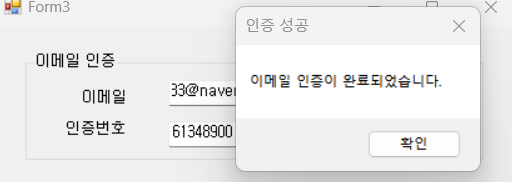 Form3
이메일 인증
이메일 33@naver
인증번호 61348900
인증 성공
이메일 인증이 완료되었습니다.
확인